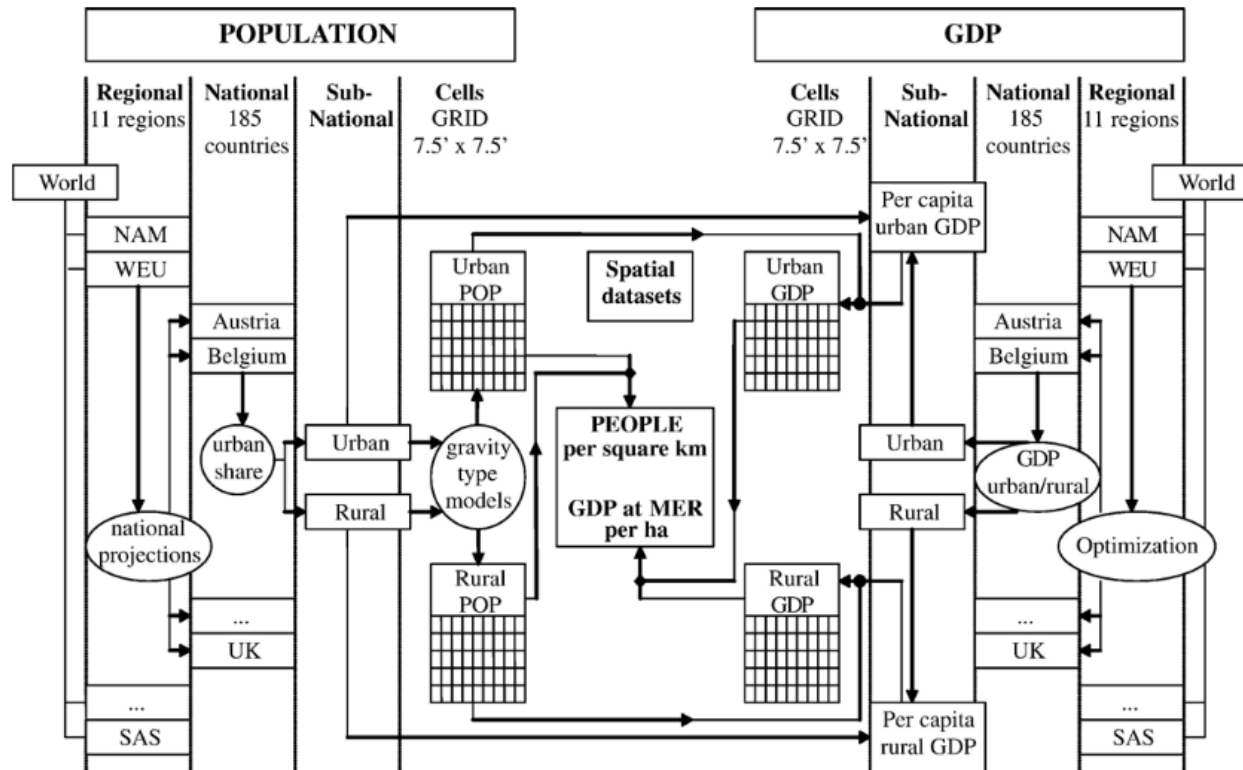 POPULATION
GDP
Regional
11 regions
National
185
countries
Sub-
National
Cells
GRID
7.5' x 7.5'
Cells
GRID
7.5' x 7.5'
Sub-
National
National
185
countries
Regional
11 regions
World
NAM
WEU
Austria
Belgium
urban
share
national
projections
...
UK
...
SAS
Urban
Rural
gravity
type
models
Urban
POP
Rural
POP
Spatial
datasets
PEOPLE
per square km
GDP at MER
per ha
Urban
GDP
Rural
GDP
Per capita
urban GDP
Urban
Rural
Per capita
rural GDP
Austria
Belgium
GDP
urban/rural
...
UK
World
NAM
WEU
Optimization
...
SAS